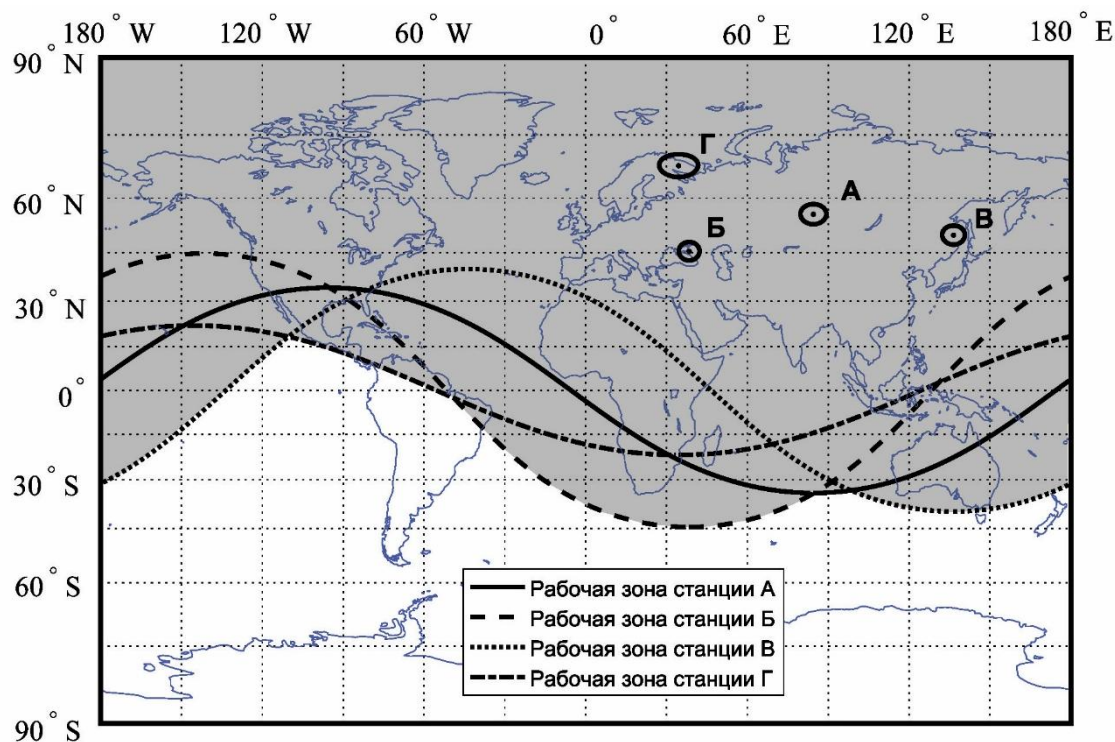 180° W 120° W 60° W 0° 60° E 120° E 180° E
90° N
Г
60° N
А
В
Б
30° N
0°
30° S
60° S
Рабочая зона станции А
Рабочая зона станции Б
Рабочая зона станции В
Рабочая зона станции Г
90° S